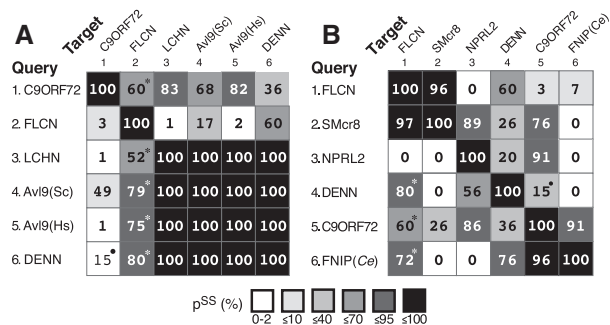 A
Target
C9ORF72 FLCN LCHN Avl9(Sc) Avl9(Hs) DENN
Query 1 2 3 4 5 6
1. C9ORF72 100 60* 83 68 82 36
2. FLCN 3 100 1 17 2 60
3. LCHN 1 52* 100 100 100 100
4. Avl9(Sc) 49 79* 100 100 100 100
5. Avl9(Hs) 1 75* 100 100 100 100
6. DENN 15• 80* 100 100 100 100
B
Target
FLCN SMcr8 NPRL2 DENN C9ORF72 FNIP(Ce)
Query 1 2 3 4 5 6
1.FLCN 100 96 0 60 3 7
2.SMcr8 97 100 89 26 76 0
3.NPRL2 0 0 100 20 91 0
4.DENN 80* 0 56 100 15• 0
5.C9ORF72 60* 26 86 36 100 91
6.FNIP(Ce) 72* 0 0 76 96 100
pSS (%)
0-2 ≤10 ≤40 ≤70 ≤95 ≤100